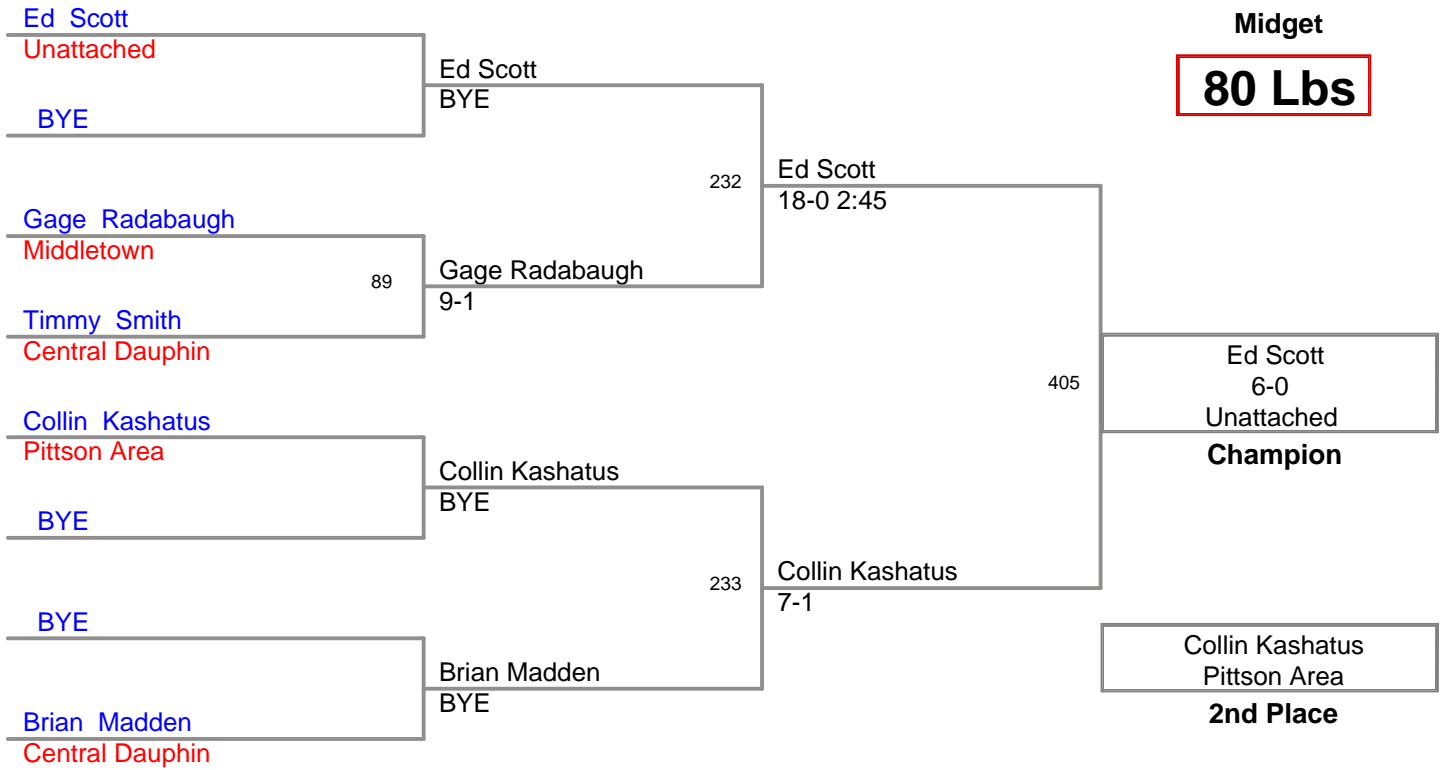 Ed  Scott
Unattached
BYE
Gage  Radabaugh
Middletown
Timmy  Smith
Central Dauphin
Collin  Kashatus
Pittson Area
BYE
BYE
Brian  Madden
Central Dauphin
Ed Scott
BYE
89
Gage Radabaugh
9-1
Collin Kashatus
BYE
Brian Madden
BYE
232
Ed Scott
18-0 2:45
233
Collin Kashatus
7-1
405
Midget
80 Lbs
Ed Scott
6-0
Unattached
Champion
Collin Kashatus
Pittson Area
2nd Place